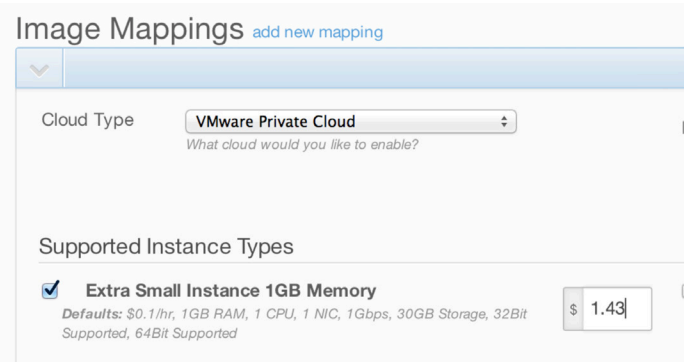 Image Mappings add new mapping
Cloud Type VMware Private Cloud
What cloud would you like to enable?
Supported Instance Types
Extra Small Instance 1GB Memory
Defaults: $0.1/hr, 1GB RAM, 1 CPU, 1 NIC, 1Gbps, 30GB Storage, 32Bit
Supported, 64Bit Supported
$ 1.43